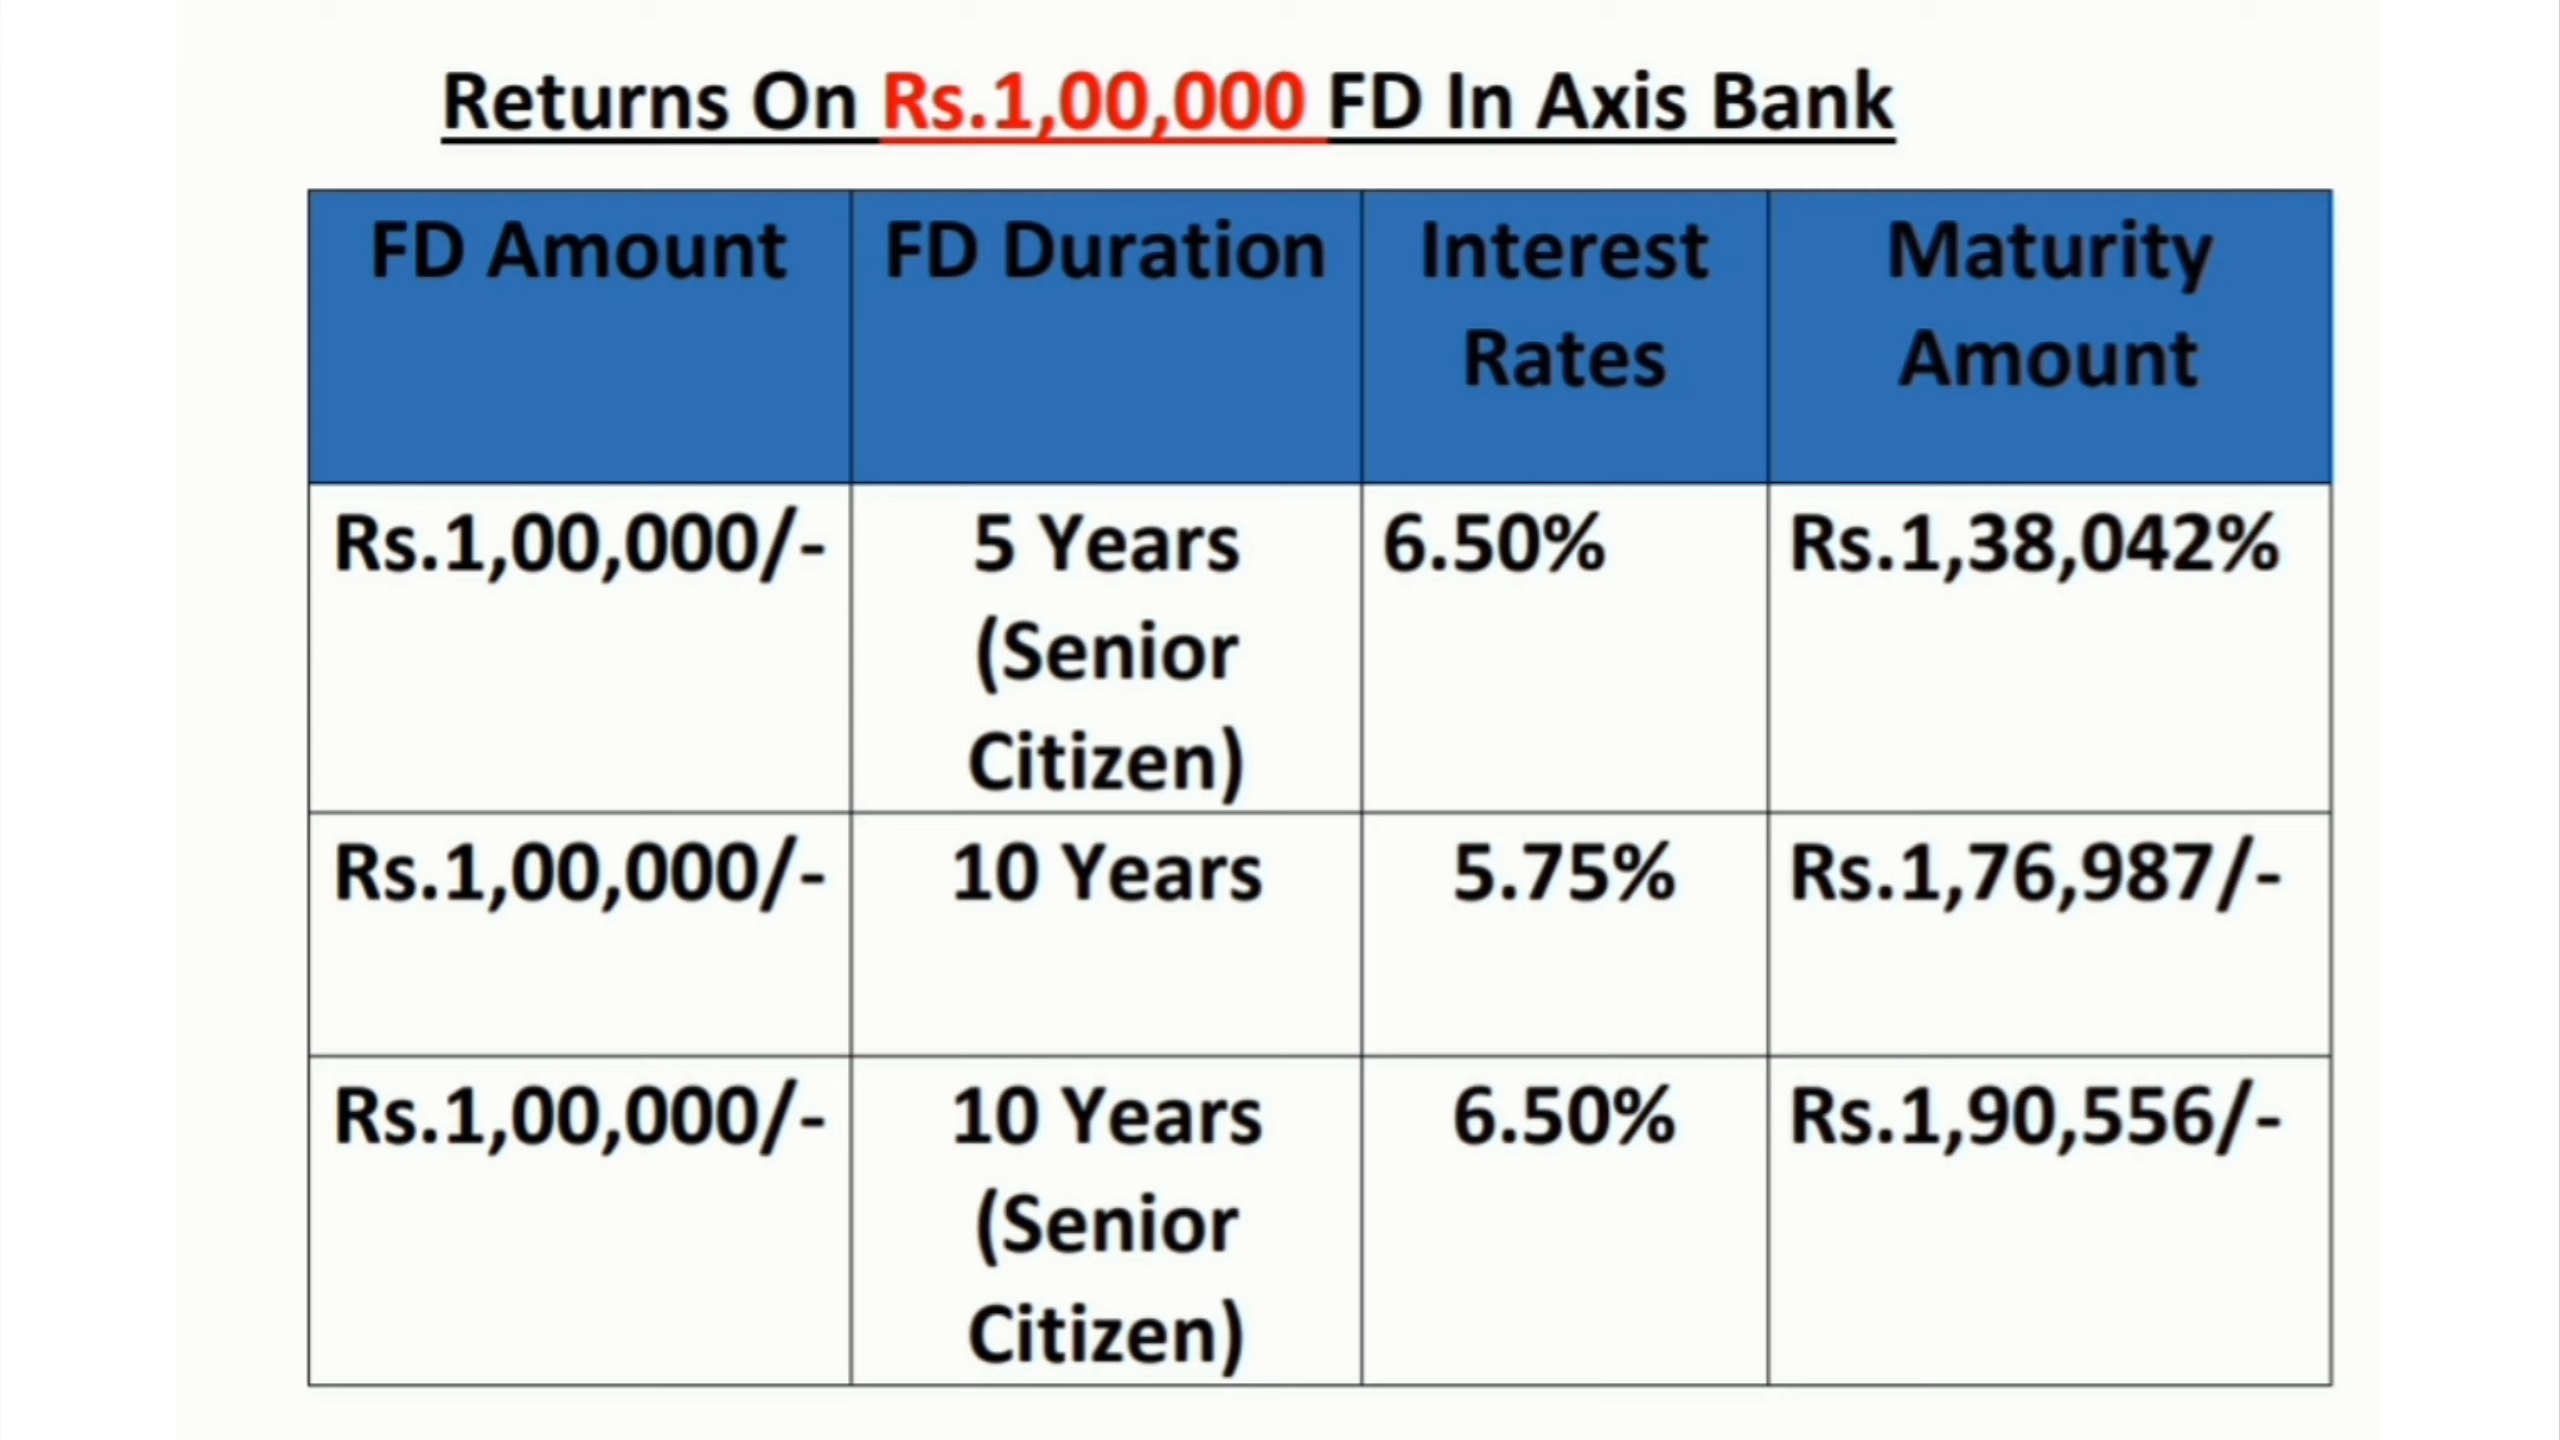 Returns On Rs.1,00,000 FD In Axis Bank
FD Amount FD Duration Interest Rates Maturity Amount
Rs.1,00,000/- 5 Years (Senior Citizen) 6.50% Rs.1,38,042%
Rs.1,00,000/- 10 Years 5.75% Rs.1,76,987/-
Rs.1,00,000/- 10 Years (Senior Citizen) 6.50% Rs.1,90,556/-